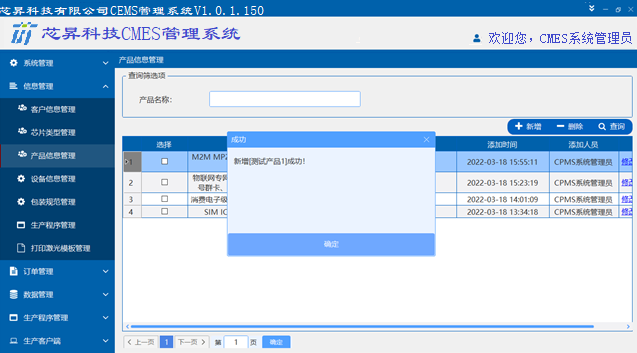 芯昇科技有限公司CEMS管理系统V1.0.1.150
芯昇科技CMES管理系统
欢迎您，CMES系统管理员
系统管理
信息管理
客户信息管理
芯片类型管理
产品信息管理
设备信息管理
包装规范管理
生产程序管理
打印激光模板管理
订单管理
数据管理
生产程序管理
生产客户端
产品信息管理
查询筛选项
产品名称：
新增 删除 查询
选择 添加时间 添加人员
1 M2M MP2 2022-03-18 15:55:11 CPMS系统管理员 修改
2 物联网专网 号群卡、 2022-03-18 15:23:19 CPMS系统管理员 修改
3 消费电子级 2022-03-18 14:01:09 CPMS系统管理员 修改
4 SIM IC 2022-03-18 13:34:18 CPMS系统管理员 修改
成功
新增[测试产品1]成功！
确定
上一页 1 下一页 第 1 页 确定